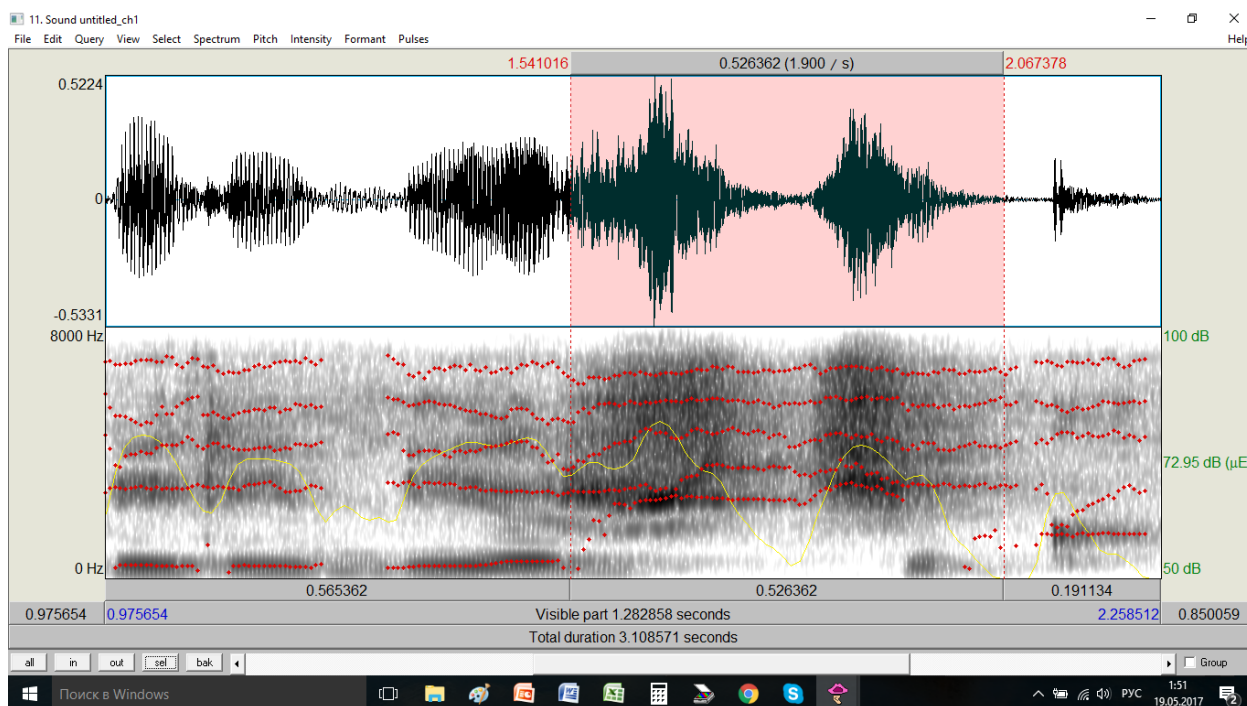 11. Sound untitled_ch1
File Edit Query View Select Spectrum Pitch Intensity Formant Pulses Help
1.541016 0.526362 (1.900 / s) 2.067378
0.5224
0
-0.5331
8000 Hz 100 dB
72.95 dB (µE
0 Hz 50 dB
0.565362 0.526362 0.191134
0.975654 0.975654 Visible part 1.282858 seconds 2.258512 0.850059
Total duration 3.108571 seconds
all in out sel bak Group
Поиск в Windows РУС 1:51
19.05.2017 2